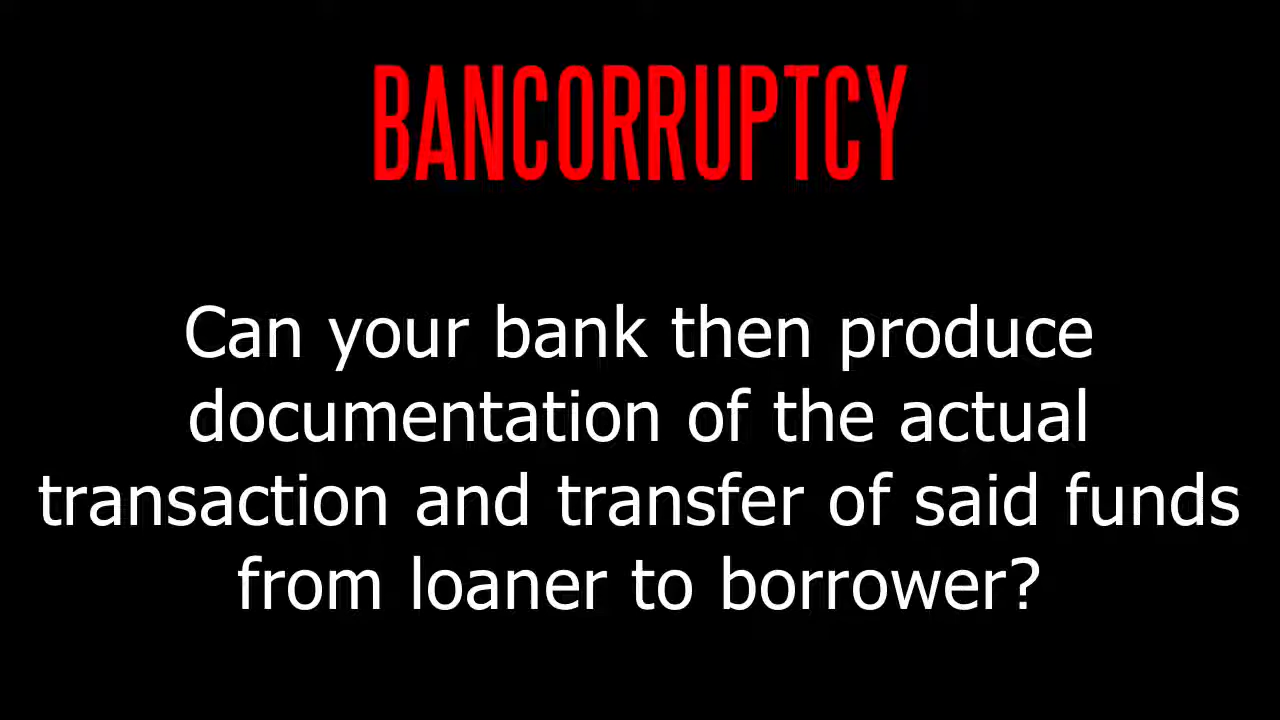 BANCORRUPTCY
Can your bank then produce
documentation of the actual
transaction and transfer of said funds
from loaner to borrower?